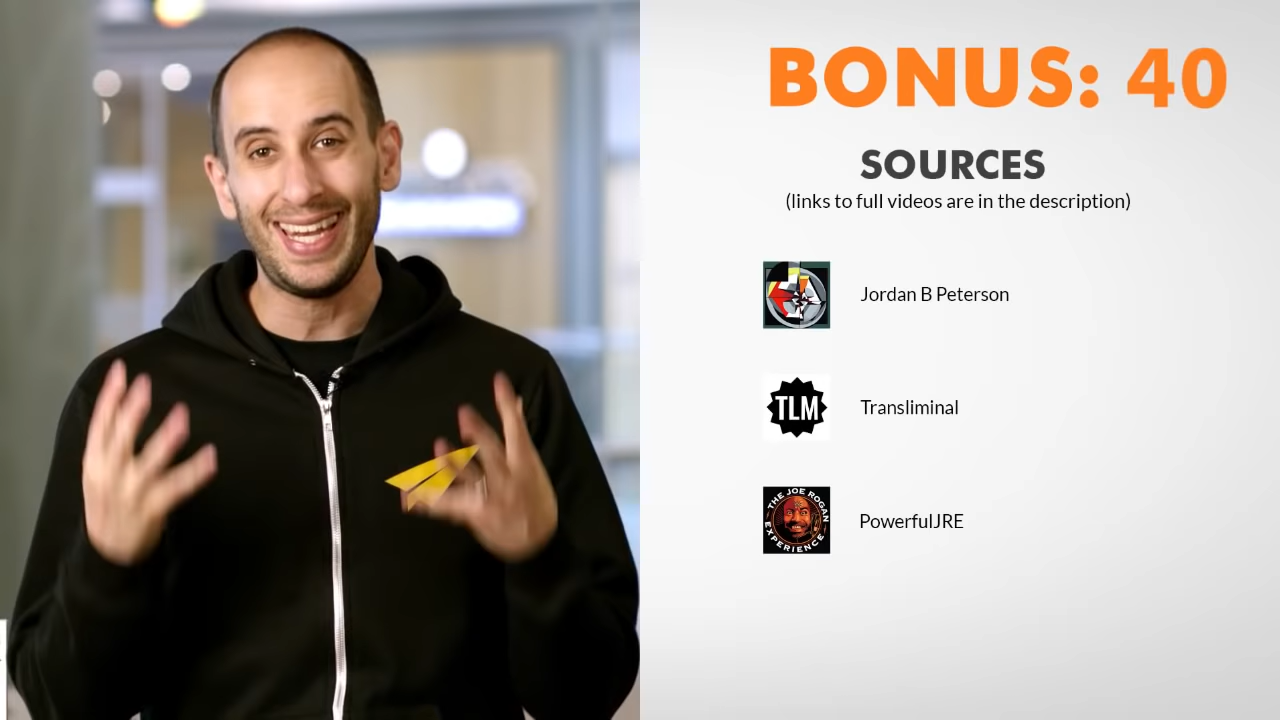 BONUS: 40
SOURCES
(links to full videos are in the description)
Jordan B Peterson
TLM
Transliminal
THE JOE ROGAN
EXPERIENCE
PowerfulJRE